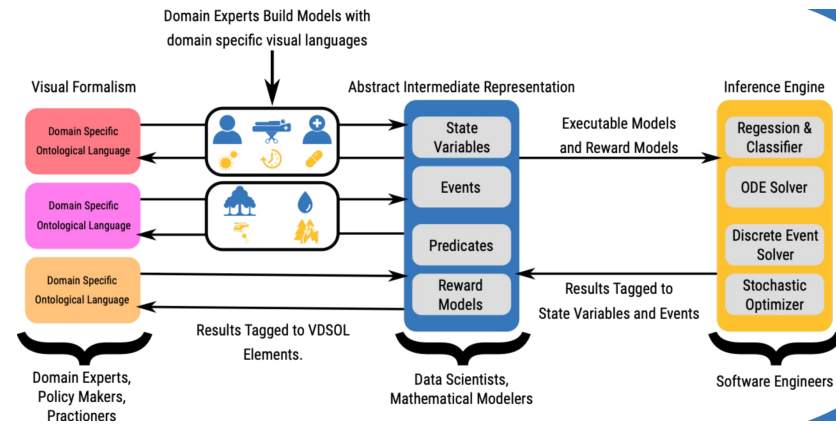 Domain Experts Build Models with
domain specific visual languages
Visual Formalism
Abstract Intermediate Representation
Inference Engine
Domain Specific
Ontological Language
Domain Specific
Ontological Language
Domain Specific
Ontological Language
State
Variables
Events
Predicates
Reward
Models
Executable Models
and Reward Models
Results Tagged to
State Variables and Events
Regression &
Classifier
ODE Solver
Discrete Event
Solver
Stochastic
Optimizer
Results Tagged to VDSOL
Elements.
Domain Experts,
Policy Makers,
Practioners
Data Scientists,
Mathematical Modelers
Software Engineers